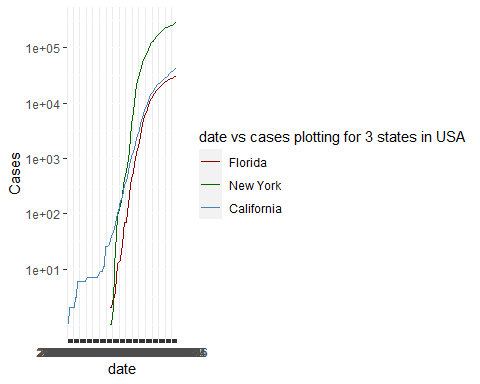 date vs cases plotting for 3 states in USA
Florida
New York
California
1e+05
1e+04
1e+03
1e+02
1e+01
Cases
date